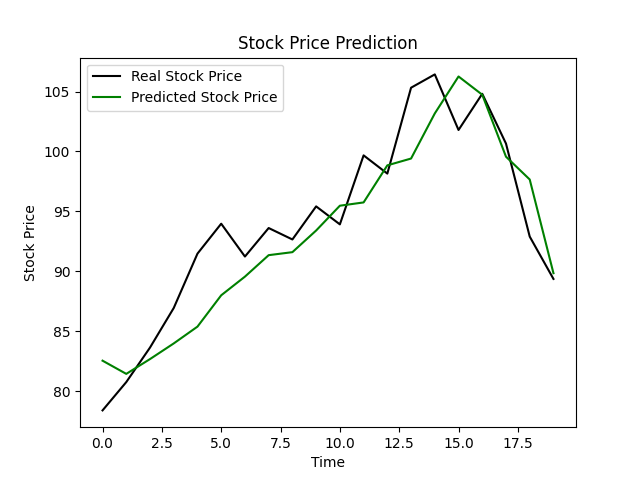 Stock Price Prediction
Real Stock Price
Predicted Stock Price
Stock Price
105
100
95
90
85
80
0.0 2.5 5.0 7.5 10.0 12.5 15.0 17.5
Time